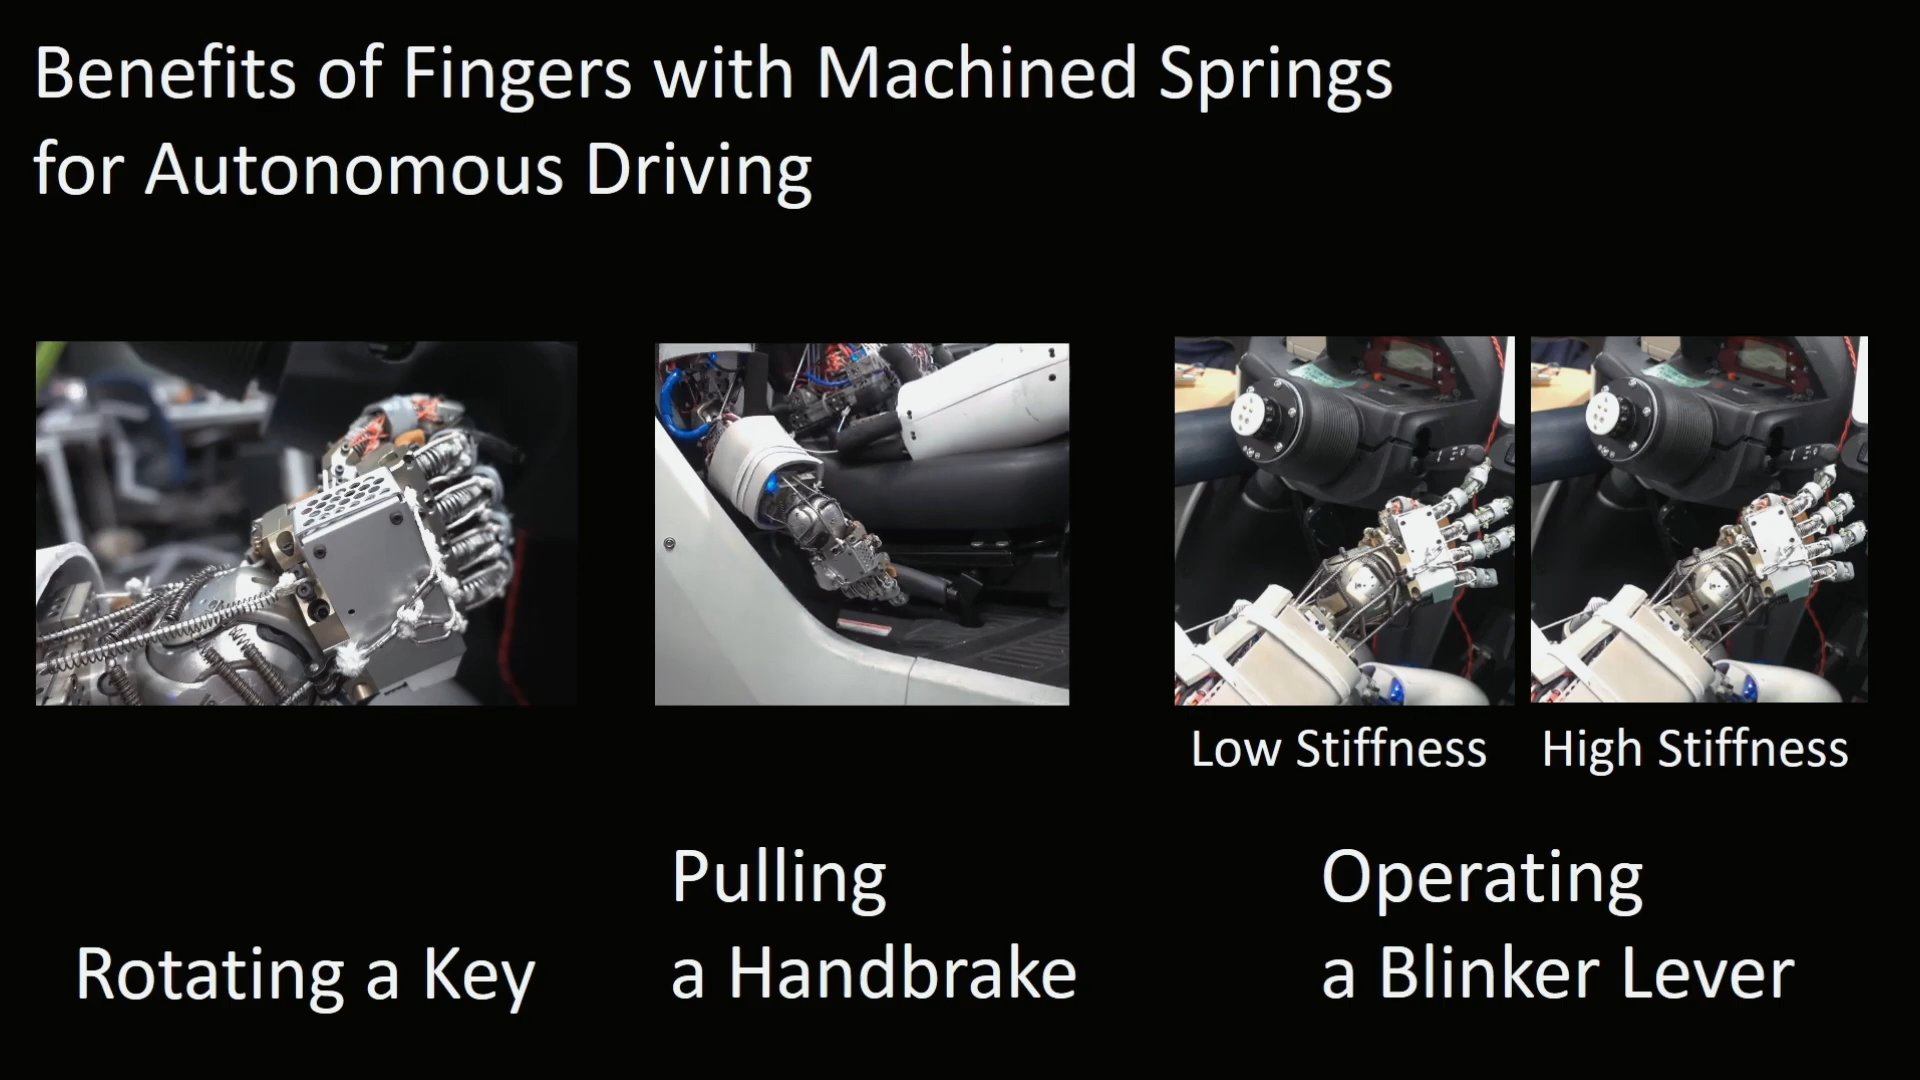 Benefits of Fingers with Machined Springs
for Autonomous Driving
Low Stiffness
High Stiffness
Rotating a Key
Pulling
a Handbrake
Operating
a Blinker Lever